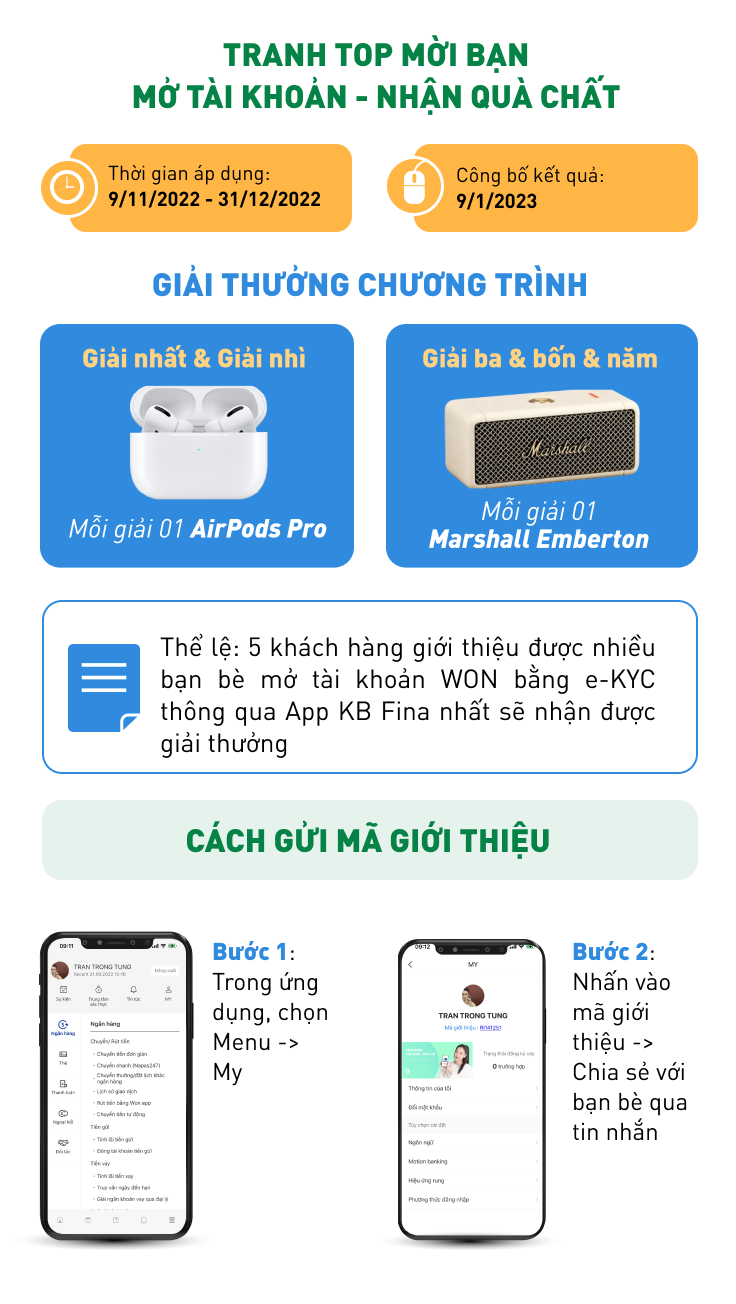 TRANH TOP MỜI BẠN
MỞ TÀI KHOẢN - NHẬN QUÀ CHẤT
Thời gian áp dụng:
9/11/2022 - 31/12/2022
Công bố kết quả:
9/1/2023
GIẢI THƯỞNG CHƯƠNG TRÌNH
Giải nhất & Giải nhì
Mỗi giải 01 AirPods Pro
Giải ba & bốn & năm
Marshall
Mỗi giải 01
Marshall Emberton
Thể lệ: 5 khách hàng giới thiệu được nhiều
bạn bè mở tài khoản WON bằng e-KYC
thông qua App KB Fina nhất sẽ nhận được
giải thưởng
CÁCH GỬI MÃ GIỚI THIỆU
09:11
TRAN TRONG TUNG
Recent 21.09.2022 10:18
Đăng xuất
Sự kiện
Trung tâm
xác thực
Tin tức
MY
Ngân hàng
Thẻ
Thanh toán
Ngoại hối
Đối tác
Ngân hàng
Chuyển/ Rút tiền
- Chuyển tiền đơn giản
- Chuyển nhanh (Napas247)
- Chuyển thường/đặt lịch khác
ngân hàng
- Lịch sử giao dịch
- Rút tiền bằng Won app
- Chuyển tiền tự động
Tiền gửi
- Tính lãi tiền gửi
- Đóng tài khoản tiền gửi
Tiền vay
- Tính lãi tiền vay
- Truy vấn ngày đến hạn
- Giải ngân khoản vay qua đại lý
Bước 1:
Trong ứng
dụng, chọn
Menu ->
My
09:12
MY
TRAN TRONG TUNG
Mã giới thiệu : RI141251
Trạng thái đăng ký vay
0 trường hợp
Thông tin của tôi
Đổi mật khẩu
Tùy chọn cài đặt
Ngôn ngữ
Motion banking
Hiệu ứng rung
Phương thức đăng nhập
Bước 2:
Nhấn vào
mã giới
thiệu ->
Chia sẻ với
bạn bè qua
tin nhắn